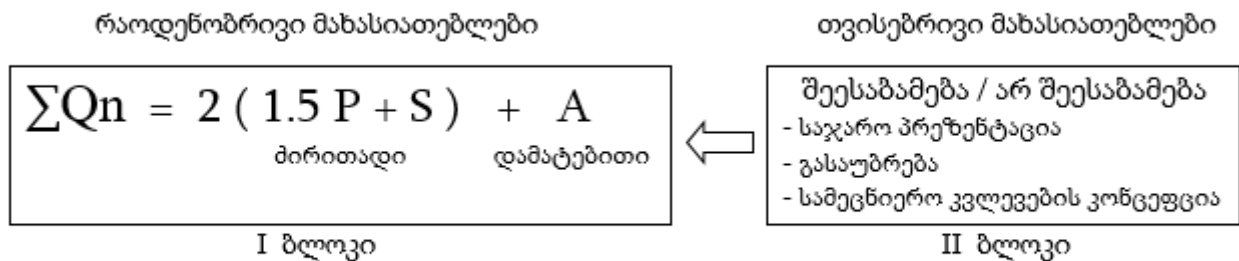 რაოდენობრივი მახასიათებლები
∑Qn = 2 ( 1.5 P + S ) + A
ძირითადი დამატებითი
I ბლოკი
თვისებრივი მახასიათებლები
შეესაბამება / არ შეესაბამება
- საჯარო პრეზენტაცია
- გასაუბრება
- სამეცნიერო კვლევების კონცეფცია
II ბლოკი